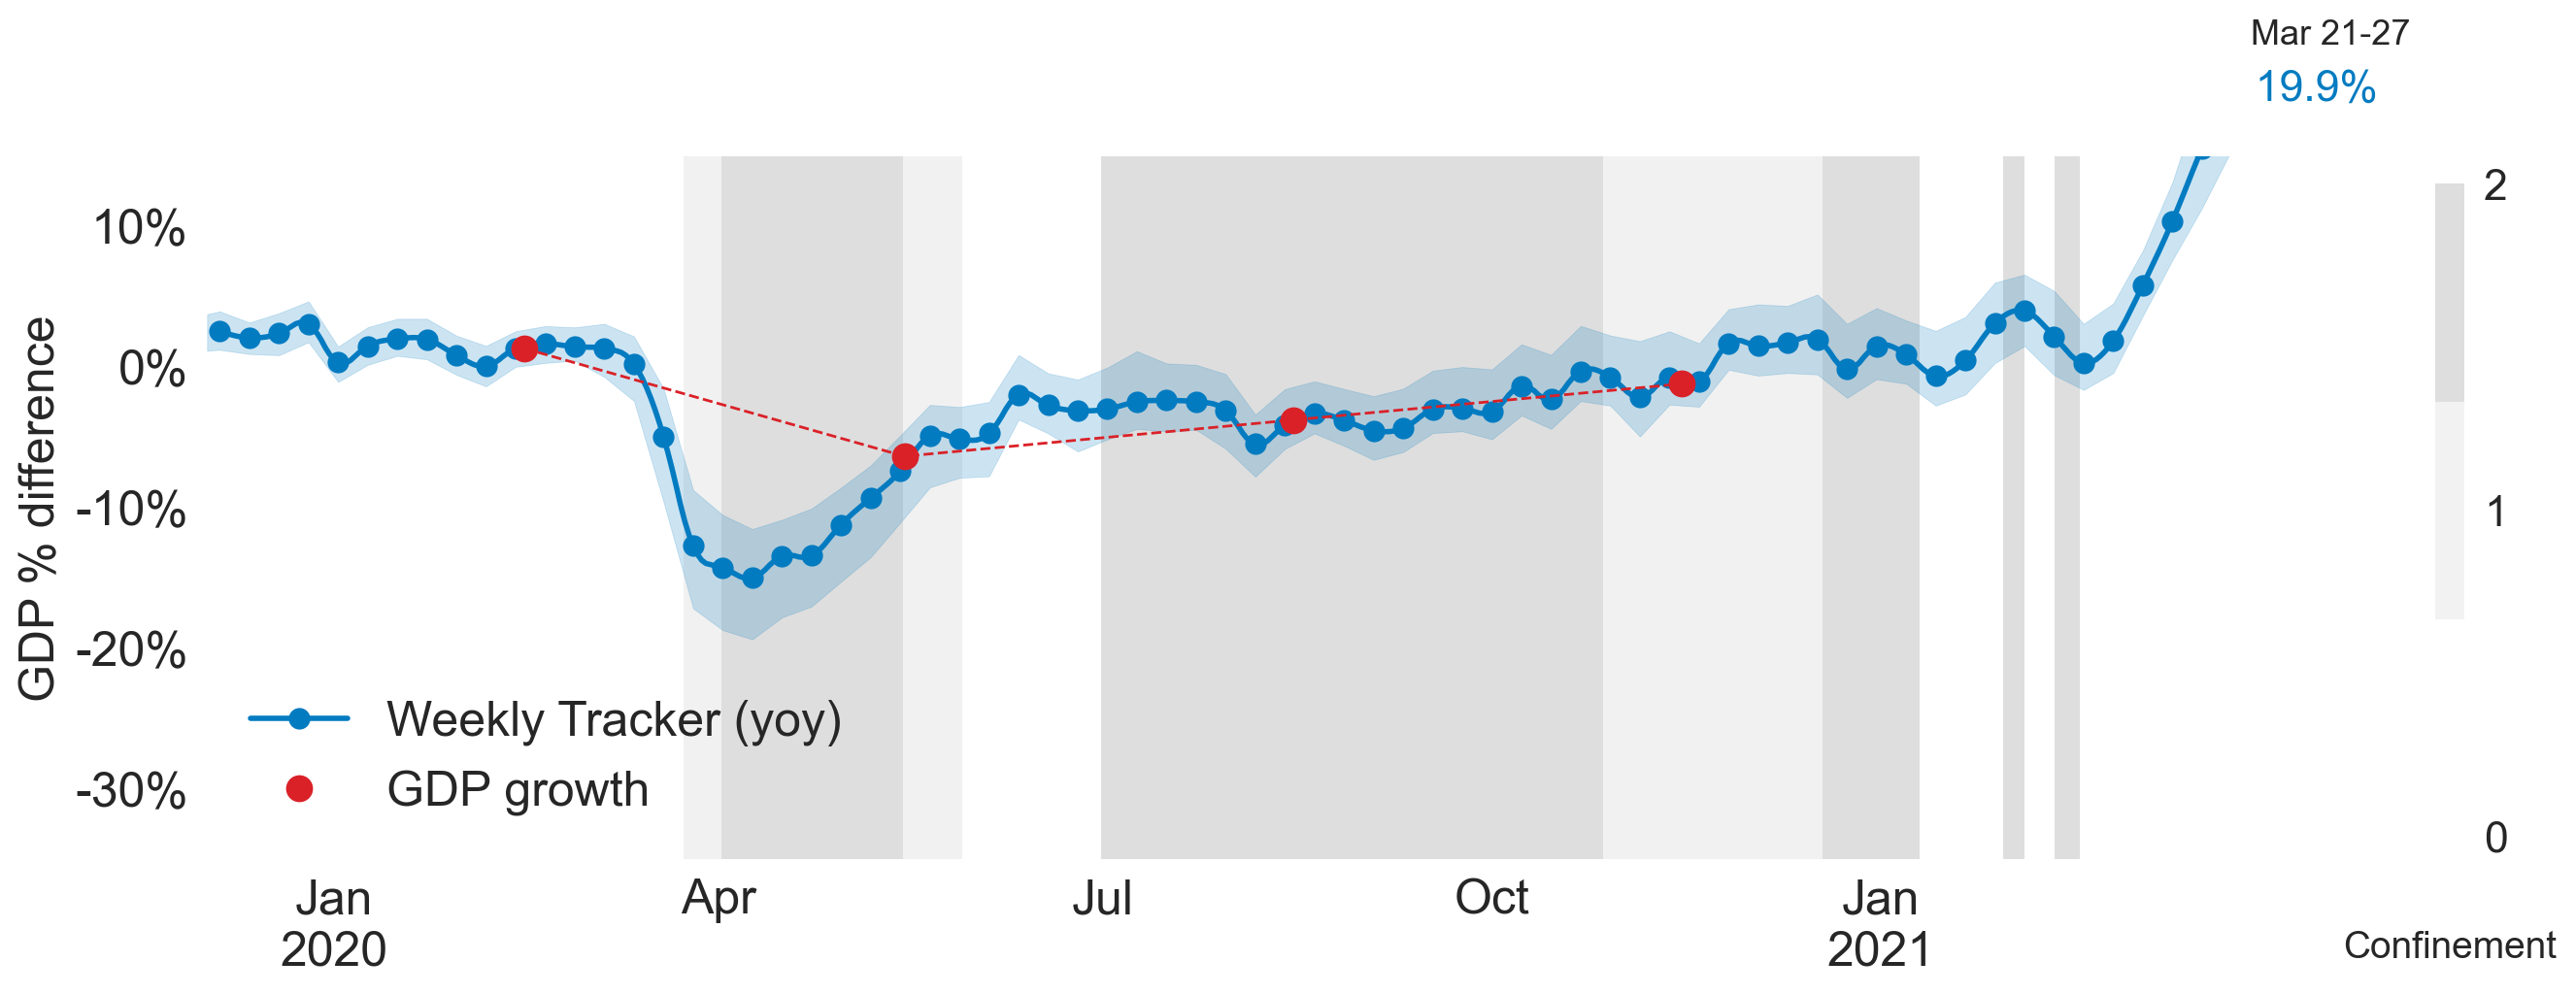 Mar 21-27
19.9%
10%
0%
-10%
-20%
-30%
GDP % difference
Weekly Tracker (yoy)
GDP growth
2
1
0
Jan
2020
Apr
Jul
Oct
Jan
2021
Confinement